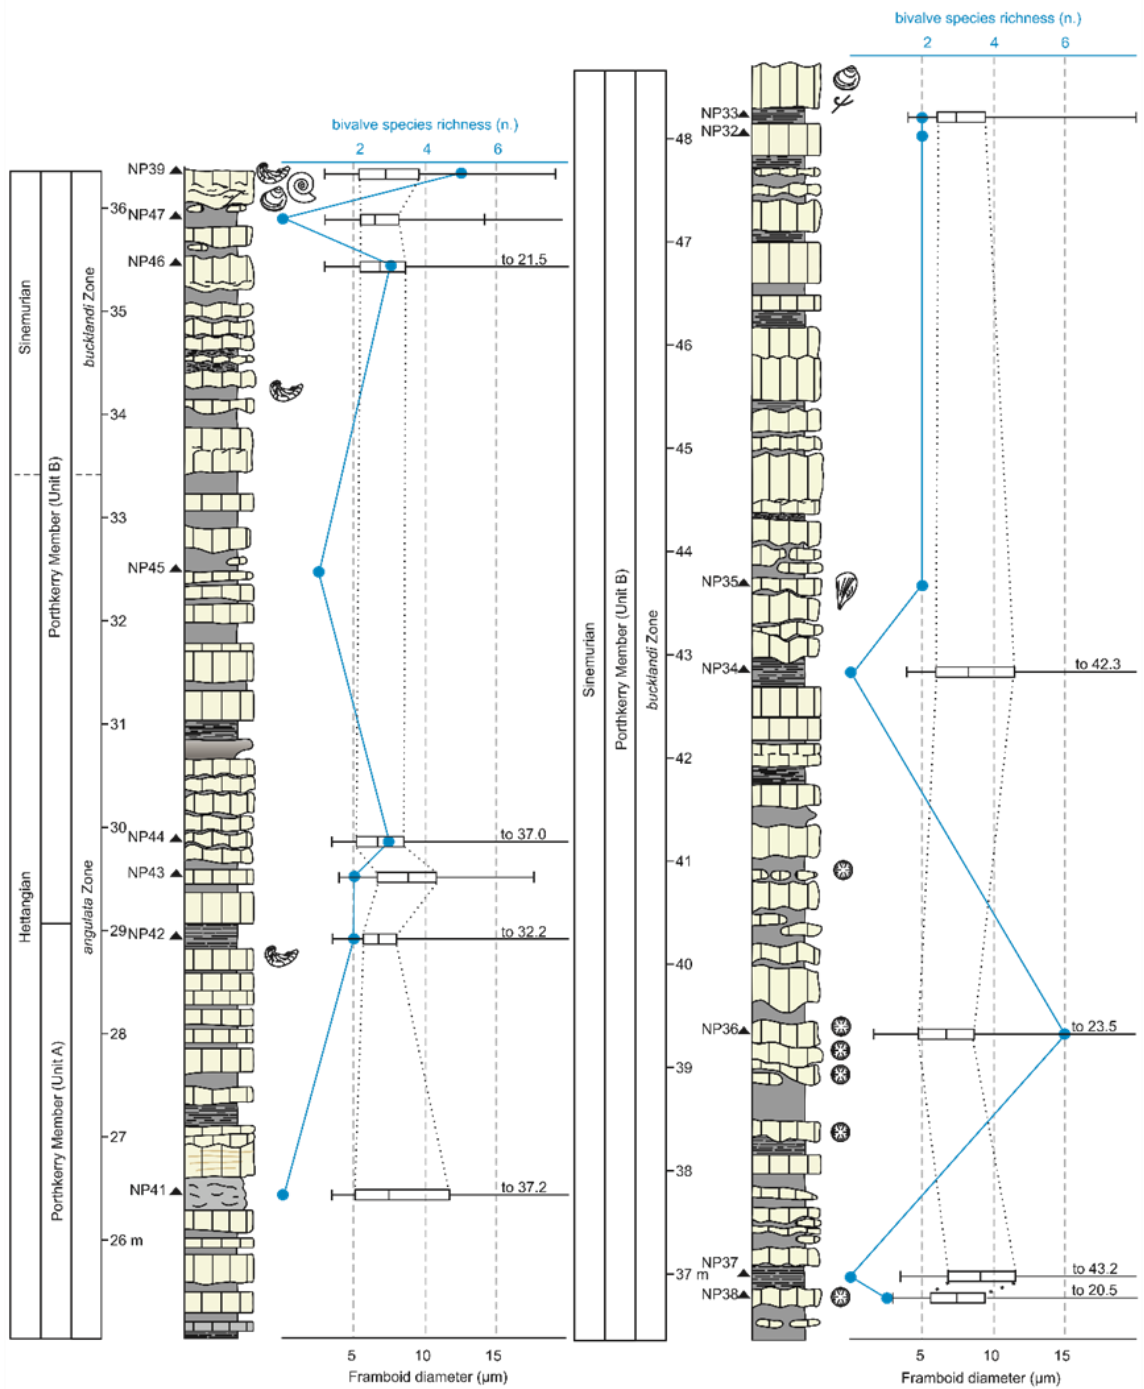 bivalve species richness (n.)
2 4 6
NP39
NP47
36
NP46
to 21.5
35
34
33
NP45
32
31
30
NP44
to 37.0
NP43
29
NP42
to 32.2
28
27
NP41
to 37.2
26 m
Sinemurian
Hettangian
Porthkerry Member (Unit B)
Porthkerry Member (Unit A)
bucklandi Zone
angulata Zone
5 10 15
Framboid diameter (µm)
bivalve species richness (n.)
2 4 6
NP33
NP32
48
47
46
45
44
NP35
43
NP34
to 42.3
42
41
40
NP36
to 23.5
39
38
NP37
37 m
to 43.2
NP38
to 20.5
Sinemurian
Porthkerry Member (Unit B)
bucklandi Zone
5 10 15
Framboid diameter (µm)